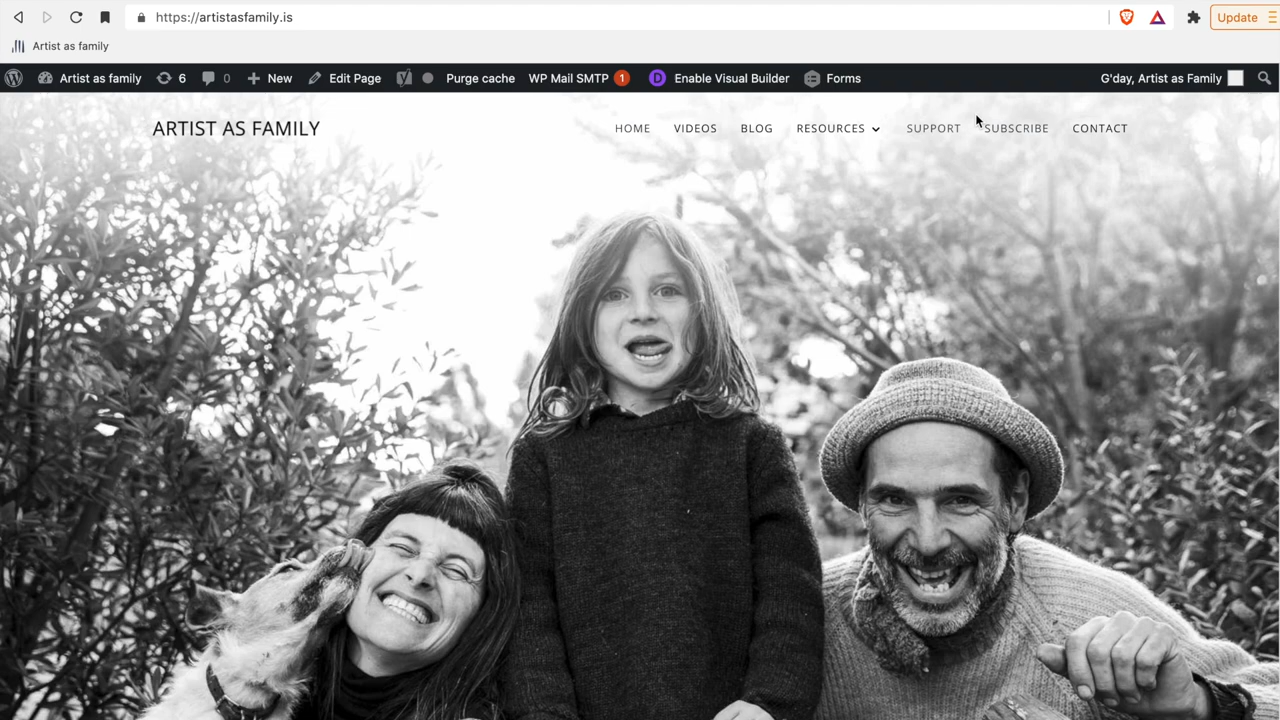 https://artistasfamily.is
Update
Artist as family
Artist as family 6 0 New Edit Page Purge cache WP Mail SMTP 1 D Enable Visual Builder Forms G'day, Artist as Family
ARTIST AS FAMILY
HOME VIDEOS BLOG RESOURCES SUPPORT SUBSCRIBE CONTACT